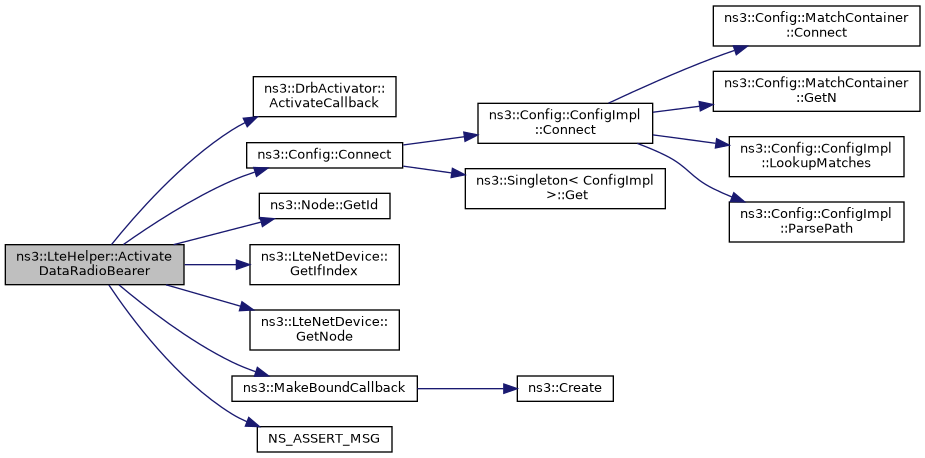 ns3::LteHelper::Activate
DataRadioBearer
ns3::DrbActivator::
ActivateCallback
ns3::Config::Connect
ns3::Node::GetId
ns3::LteNetDevice::
GetIfIndex
ns3::LteNetDevice::
GetNode
ns3::MakeBoundCallback
NS_ASSERT_MSG
ns3::Config::ConfigImpl
::Connect
ns3::Singleton< ConfigImpl
>::Get
ns3::Create
ns3::Config::MatchContainer
::Connect
ns3::Config::MatchContainer
::GetN
ns3::Config::ConfigImpl
::LookupMatches
ns3::Config::ConfigImpl
::ParsePath